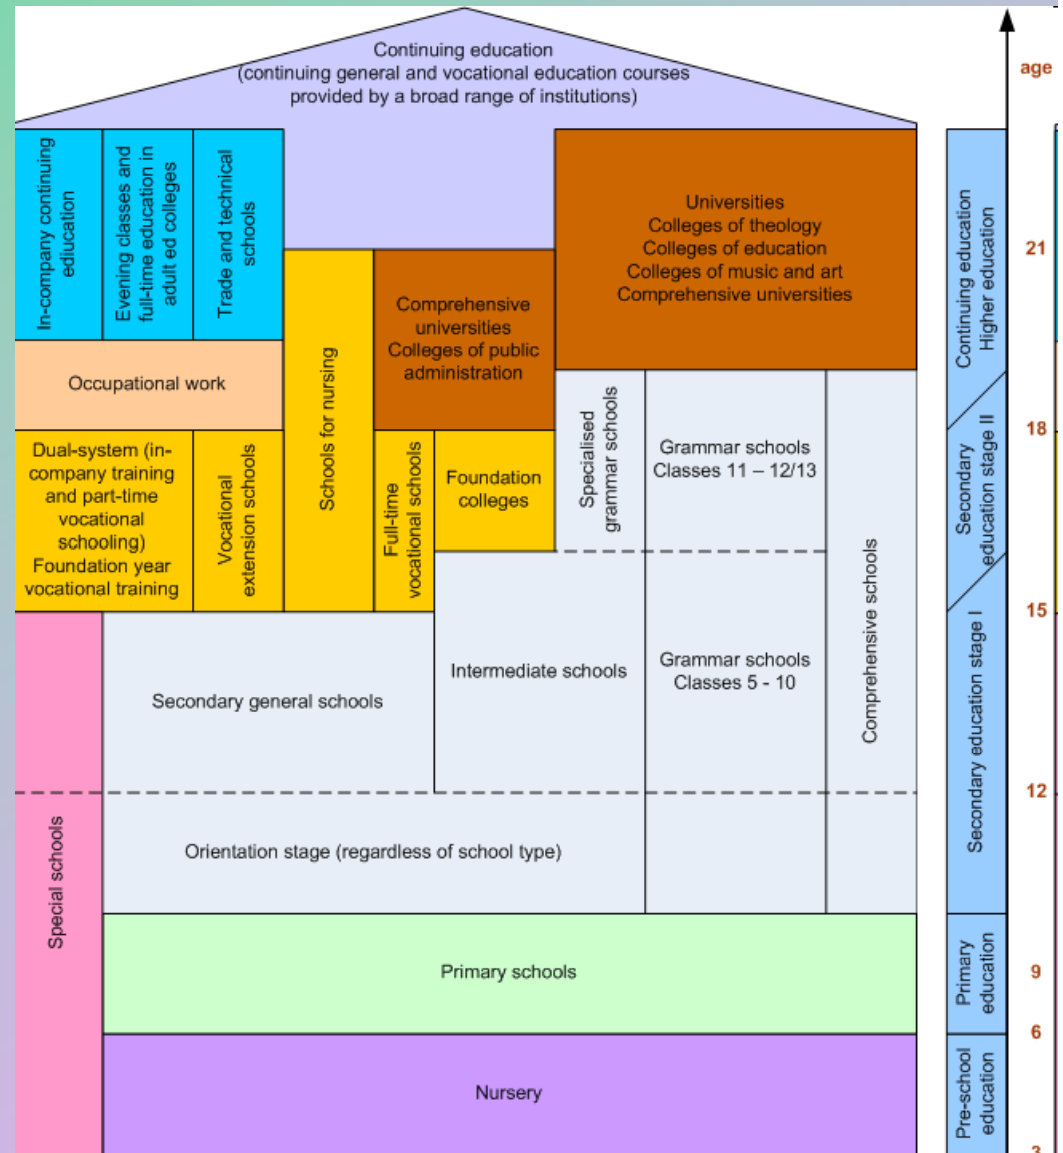 Continuing education
(continuing general and vocational education courses
provided by a broad range of institutions)
age
In-company continuing
eiducation
Evening classes and
full-time education in
adult ed colleges
Trade and technical
schools
Universities
Colleges of theology
Colleges of education
Colleges of music and art
Comprehensive universities
Continuing education
Higher education
21
Comprehensive
universities
Colleges of public
administration
Occupational work
Schools for nursing
Dual-system (in-
company training
and part-time
vocational
schooling)
Foundation year
vocational training
Vocational
extension schools
Full-time
vocational schools
Foundation
colleges
Specialised
grammar schools
Grammar schools
Classes 11 – 12/13
Secondary
education stage II
18
Comprehensive schools
15
Secondary general schools
Intermediate schools
Grammar schools
Classes 5 - 10
Secondary education stage I
12
Special schools
Orientation stage (regardless of school type)
Primary schools
Primary
education
9
6
Nursery
Pre-school
education
3